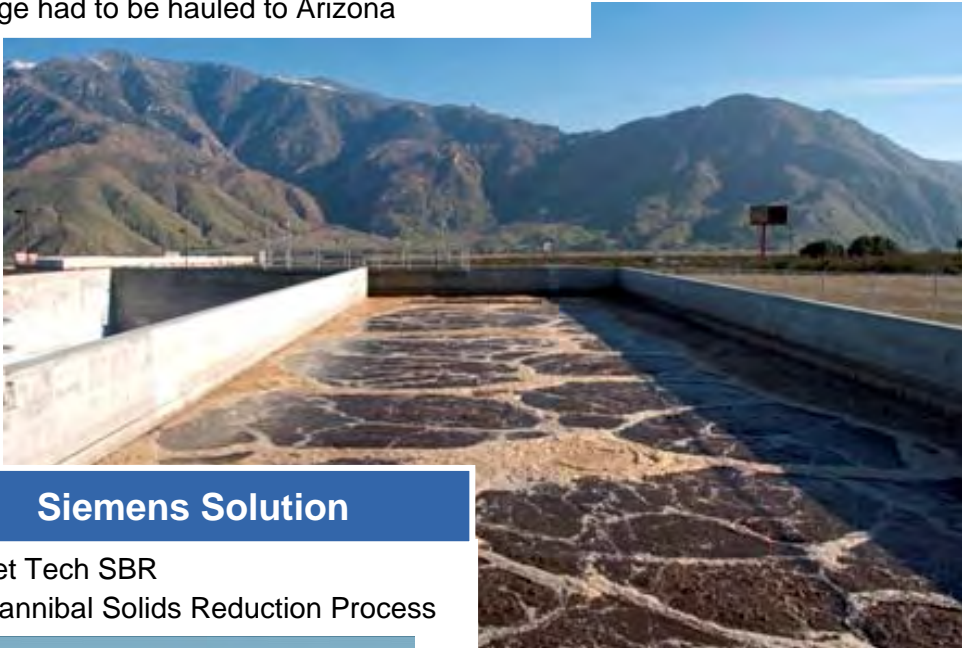 ge had to be hauled to Arizona
Siemens Solution
et Tech SBR
annibal Solids Reduction Process